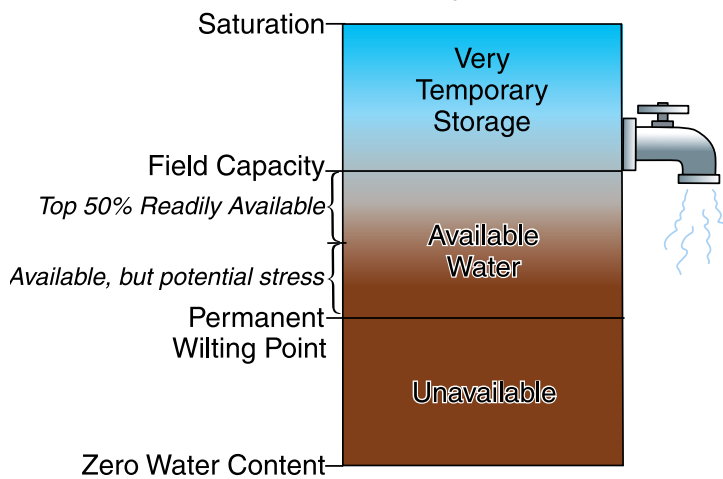 Saturation
Very
Temporary
Storage
Field Capacity
Top 50% Readily Available
Available
Water
Available, but potential stress
Permanent
Wilting Point
Unavailable
Zero Water Content